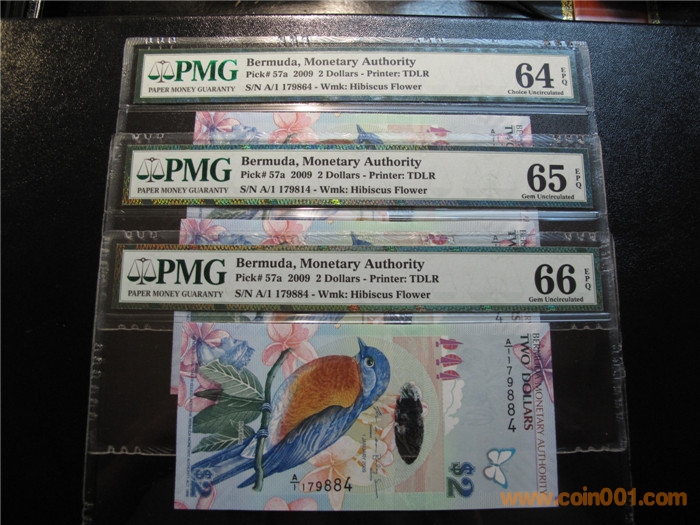 PMG
PAPER MONEY GUARANTY
Bermuda, Monetary Authority
Pick# 57a 2009 2 Dollars - Printer: TDLR
S/N A/1 179864 - Wmk: Hibiscus Flower
64 EPQ
Choice Uncirculated
PMG
PAPER MONEY GUARANTY
Bermuda, Monetary Authority
Pick# 57a 2009 2 Dollars - Printer: TDLR
S/N A/1 179814 - Wmk: Hibiscus Flower
65 EPQ
Gem Uncirculated
PMG
PAPER MONEY GUARANTY
Bermuda, Monetary Authority
Pick# 57a 2009 2 Dollars - Printer: TDLR
S/N A/1 179884 - Wmk: Hibiscus Flower
66 EPQ
Gem Uncirculated
BERMUDA MONETARY AUTHORITY
TWO DOLLARS
A/1 179884
$2
A/1 179884
$2
www.coin001.com